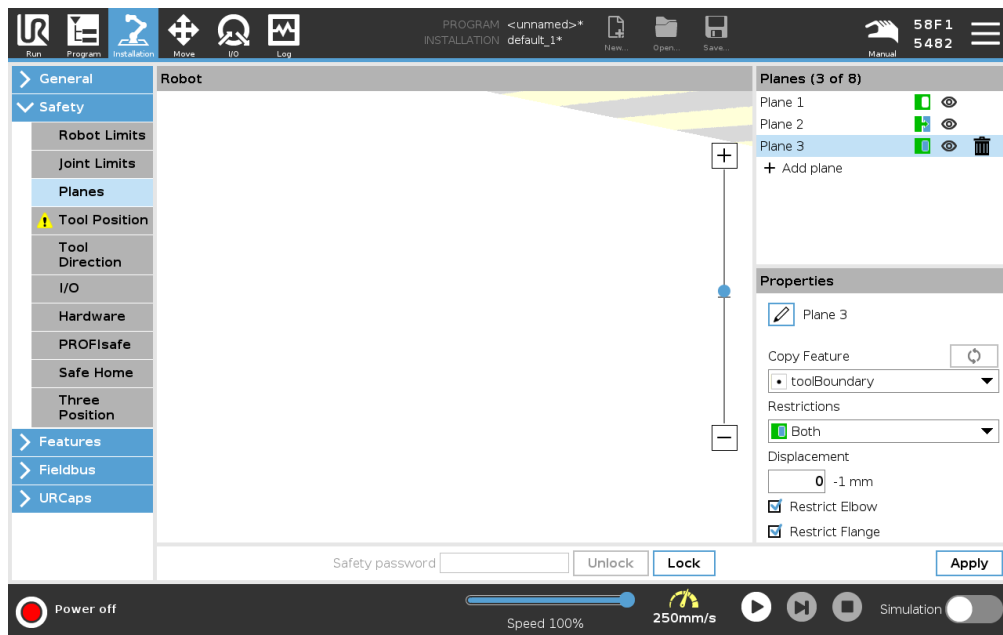 UR
PROGRAM <unnamed>*
INSTALLATION default_1*
Run Program Installation Move I/O Log New... Open... Save... Manual
58F1
5482
General
Safety
Robot Limits
Joint Limits
Planes
Tool Position
Tool
Direction
I/O
Hardware
PROFIsafe
Safe Home
Three
Position
Features
Fieldbus
URCaps
Robot
Planes (3 of 8)
Plane 1
Plane 2
Plane 3
+ Add plane
Properties
Plane 3
Copy Feature
toolBoundary
Restrictions
Both
Displacement
0 -1 mm
Restrict Elbow
Restrict Flange
Safety password Unlock Lock Apply
Power off
Speed 100%
250mm/s
Simulation